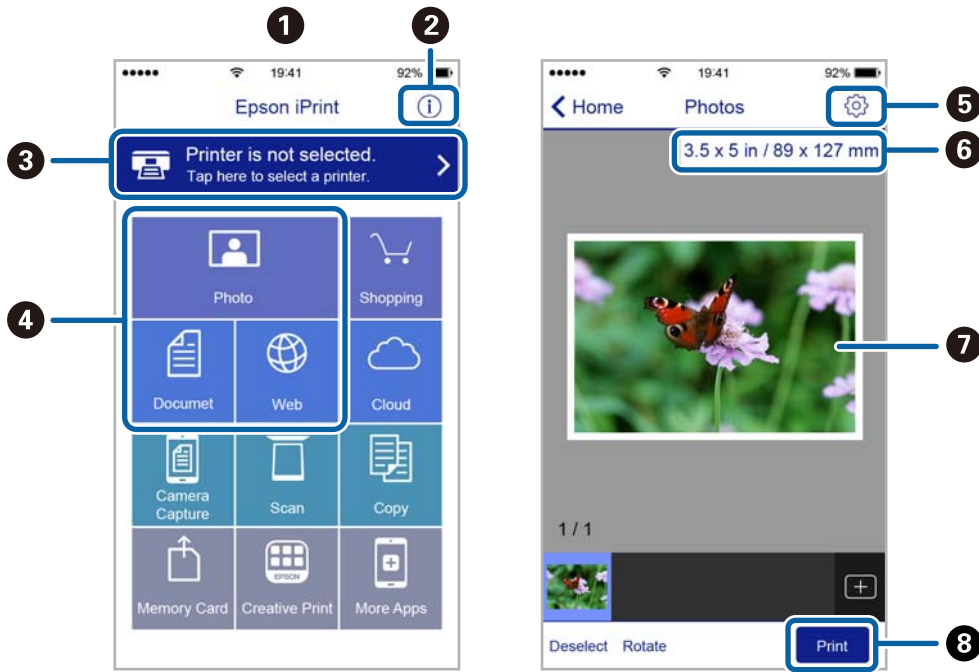 1
2
19:41
92%
Epson iPrint
i
3
Printer is not selected.
Tap here to select a printer.
4
Photo
Shopping
Documet
Web
Cloud
Camera
Capture
Scan
Copy
Memory Card
EPSON
Creative Print
More Apps
19:41
92%
Home
Photos
5
3.5 x 5 in / 89 x 127 mm
6
7
1 / 1
Deselect
Rotate
Print
8